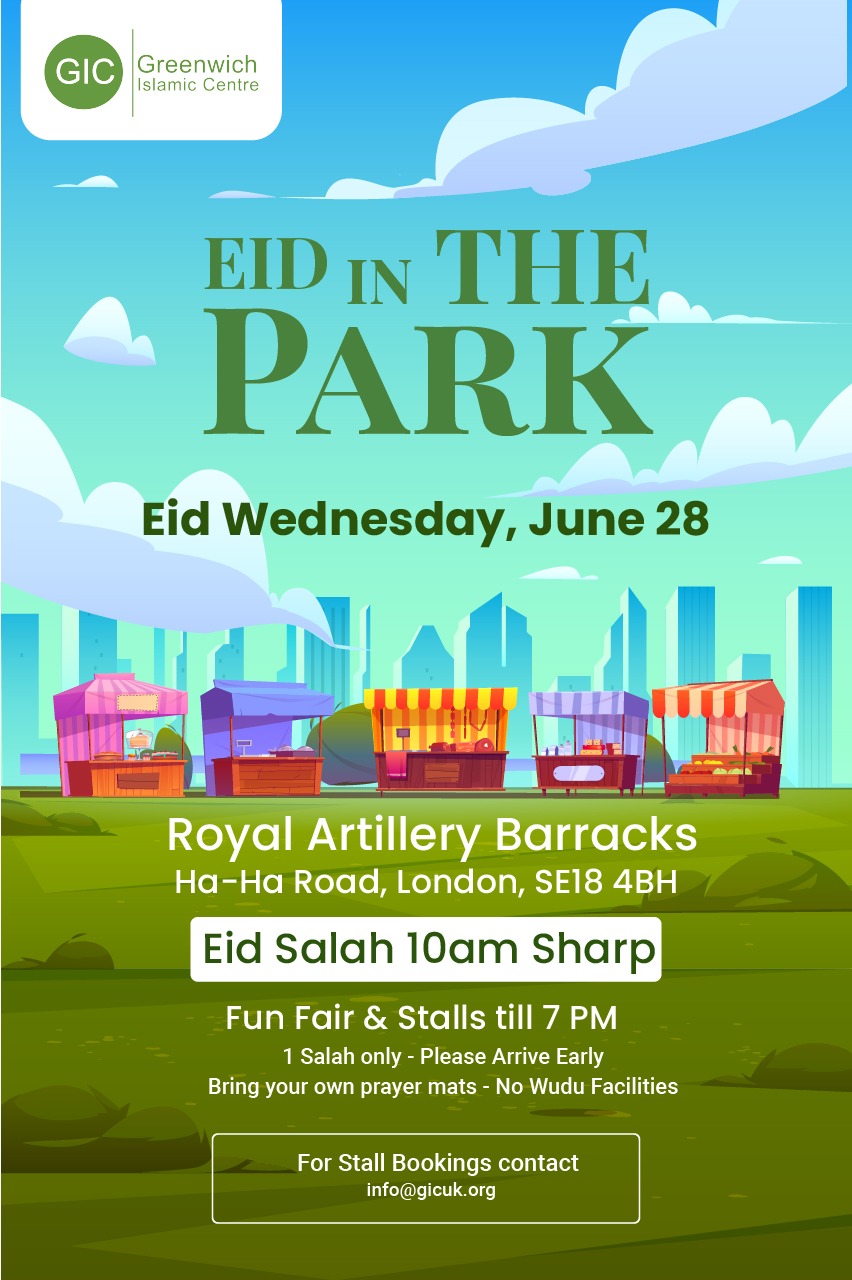 GIC
Greenwich
Islamic Centre
EID IN THE
PARK
Eid Wednesday, June 28
Royal Artillery Barracks
Ha-Ha Road, London, SE18 4BH
Eid Salah 10am Sharp
Fun Fair & Stalls till 7 PM
1 Salah only - Please Arrive Early
Bring your own prayer mats - No Wudu Facilities
For Stall Bookings contact
info@gicuk.org